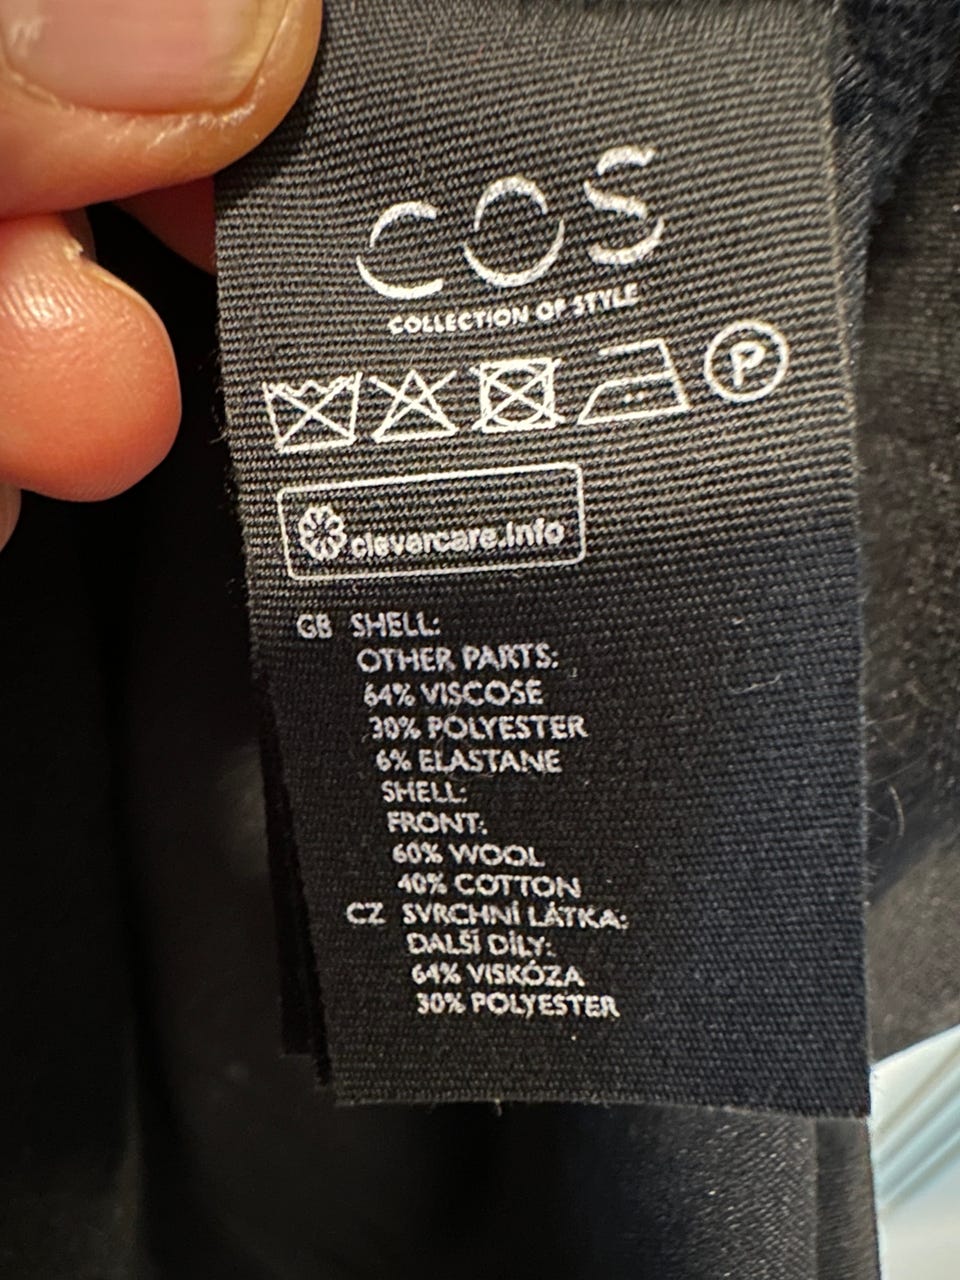 COS
COLLECTION OF STYLE
P
clevercare.info
GB SHELL:
OTHER PARTS:
64% VISCOSE
30% POLYESTER
6% ELASTANE
SHELL:
FRONT:
60% WOOL
40% COTTON
CZ SVRCHNÍ LÁTKA:
DALŠÍ DÍLY:
64% VISKÓZA
30% POLYESTER